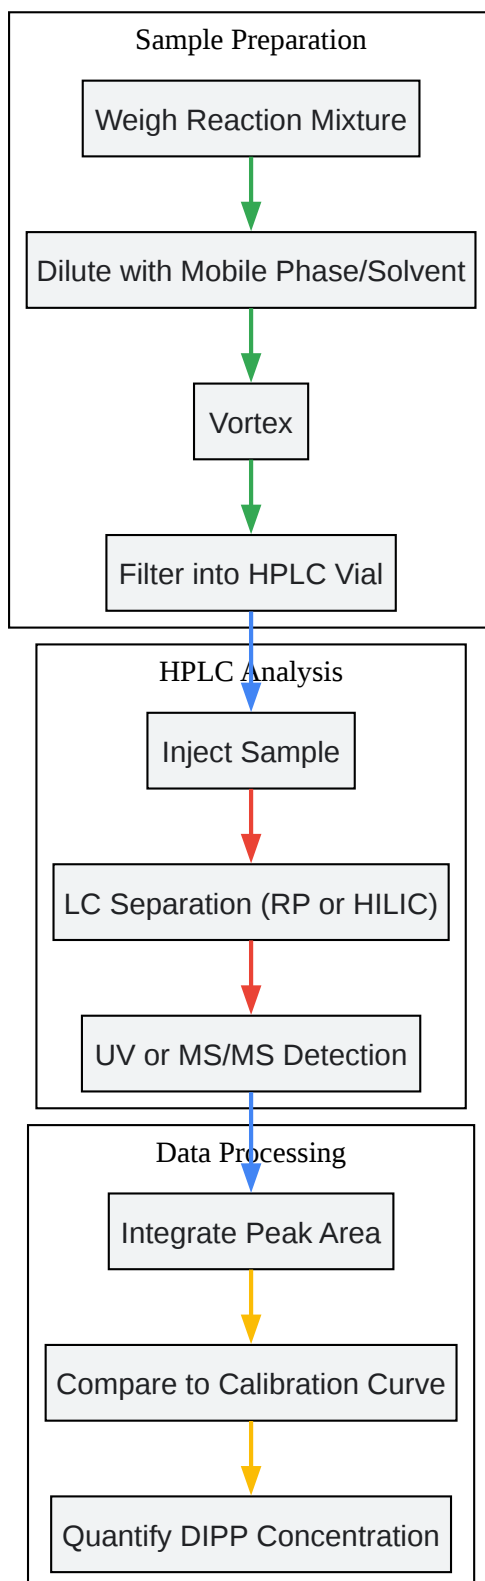 Sample Preparation
Weigh Reaction Mixture
Dilute with Mobile Phase/Solvent
Vortex
Filter into HPLC Vial
HPLC Analysis
Inject Sample
LC Separation (RP or HILIC)
UV or MS/MS Detection
Data Processing
Integrate Peak Area
Compare to Calibration Curve
Quantify DIPP Concentration